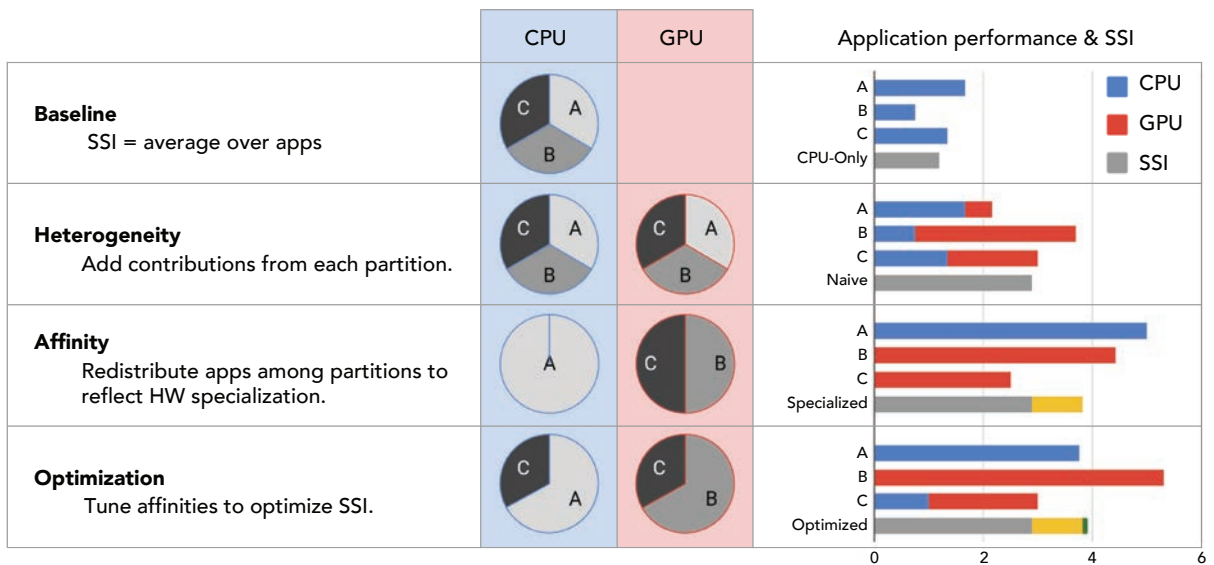 CPU GPU Application performance & SSI
Baseline
SSI = average over apps
C A B
A
B
C
CPU-Only
CPU
GPU
SSI
Heterogeneity
Add contributions from each partition.
C A B
C A B
A
B
C
Naive
Affinity
Redistribute apps among partitions to
reflect HW specialization.
A
C B
A
B
C
Specialized
Optimization
Tune affinities to optimize SSI.
C A
C B
A
B
C
Optimized
0 2 4 6